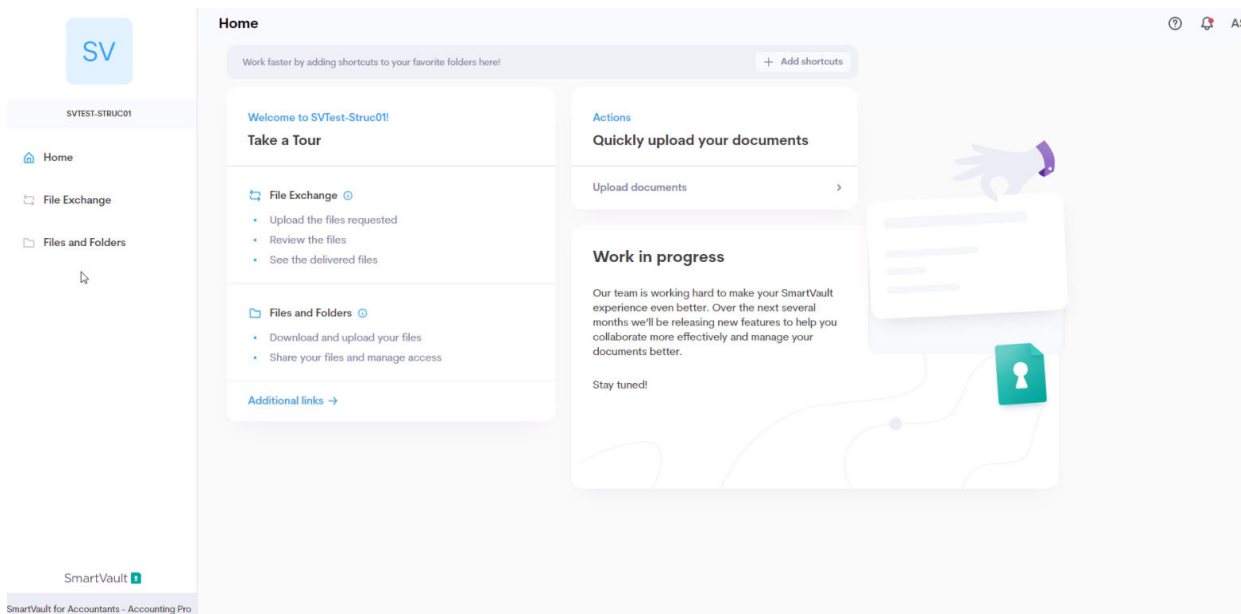 SV
SVTEST-STRUC01
Home
File Exchange
Files and Folders
SmartVault
SmartVault for Accountants - Accounting Pro
Home
Work faster by adding shortcuts to your favorite folders here!
+ Add shortcuts
Welcome to SVTest-Struc01!
Take a Tour
File Exchange
• Upload the files requested
• Review the files
• See the delivered files
Files and Folders
• Download and upload your files
• Share your files and manage access
Additional links →
Actions
Quickly upload your documents
Upload documents
Work in progress
Our team is working hard to make your SmartVault
experience even better. Over the next several
months we'll be releasing new features to help you
collaborate more effectively and manage your
documents better.
Stay tuned!